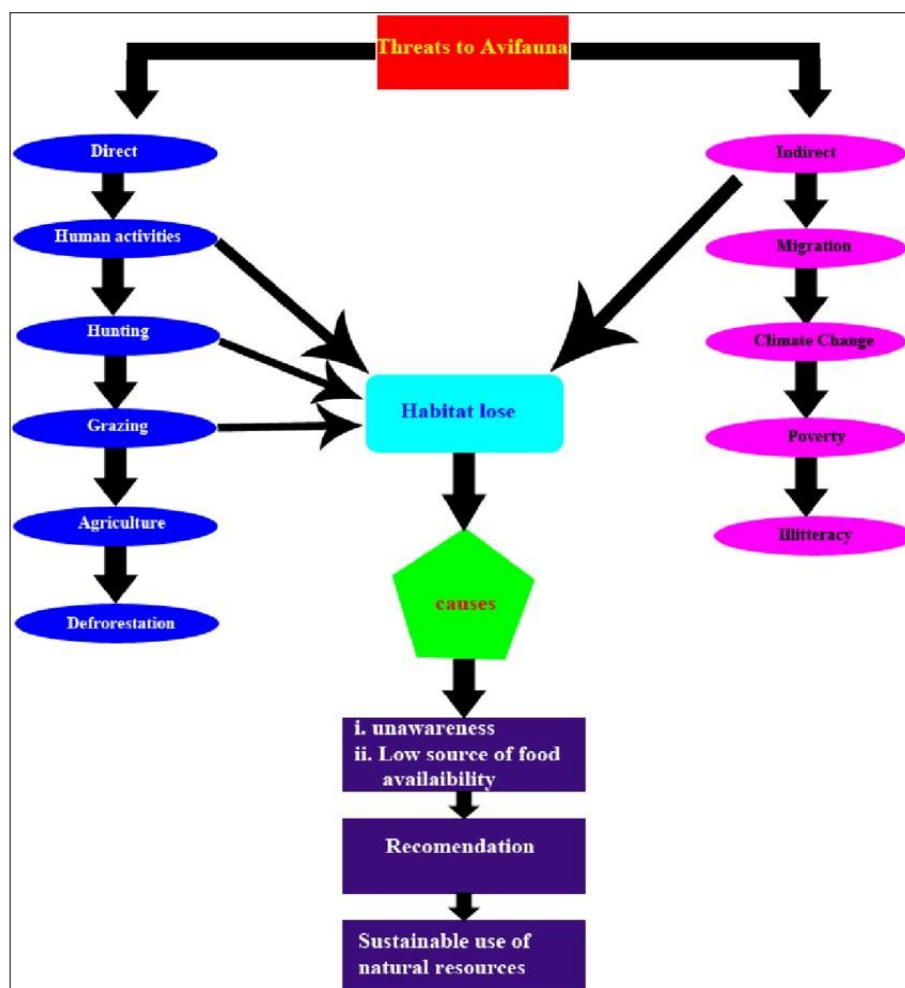 Threats to Avifauna
Direct
Human activities
Hunting
Grazing
Agriculture
Defrorestation
Indirect
Migration
Climate Change
Poverty
Illitteracy
Habitat lose
causes
i. unawareness
ii. Low source of food
availaibility
Recomendation
Sustainable use of
natural resources